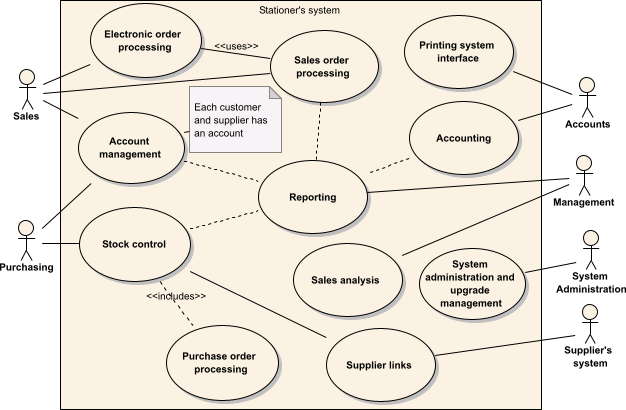 Stationer's system
Electronic order
processing
<<uses>>
Sales order
processing
Printing system
interface
Sales
Each customer
and supplier has
an account
Accounts
Account
management
Accounting
Reporting
Management
Purchasing
Stock control
Sales analysis
System
administration and
upgrade
management
System
Administration
<<includes>>
Purchase order
processing
Supplier links
Supplier's
system